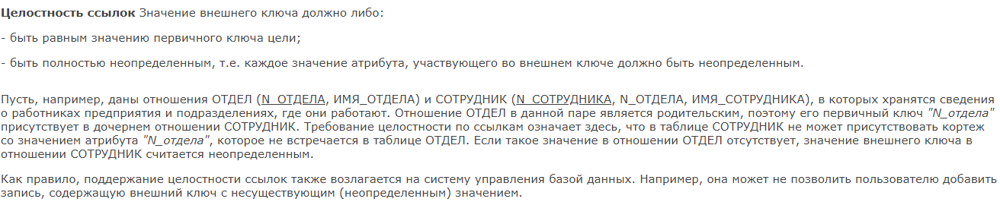 Целостность ссылок Значение внешнего ключа должно либо:
- быть равным значению первичного ключа цели;
- быть полностью неопределенным, т.е. каждое значение атрибута, участвующего во внешнем ключе должно быть неопределенным.
Пусть, например, даны отношения ОТДЕЛ (N_ОТДЕЛА, ИМЯ_ОТДЕЛА) и СОТРУДНИК (N_СОТРУДНИКА, N_ОТДЕЛА, ИМЯ_СОТРУДНИКА), в которых хранятся сведения
о работниках предприятия и подразделениях, где они работают. Отношение ОТДЕЛ в данной паре является родительским, поэтому его первичный ключ "N_отдела"
присутствует в дочернем отношении СОТРУДНИК. Требование целостности по ссылкам означает здесь, что в таблице СОТРУДНИК не может присутствовать кортеж
со значением атрибута "N_отдела", которое не встречается в таблице ОТДЕЛ. Если такое значение в отношении ОТДЕЛ отсутствует, значение внешнего ключа в
отношении СОТРУДНИК считается неопределенным.
Как правило, поддержание целостности ссылок также возлагается на систему управления базой данных. Например, она может не позволить пользователю добавить
запись, содержащую внешний ключ с несуществующим (неопределенным) значением.